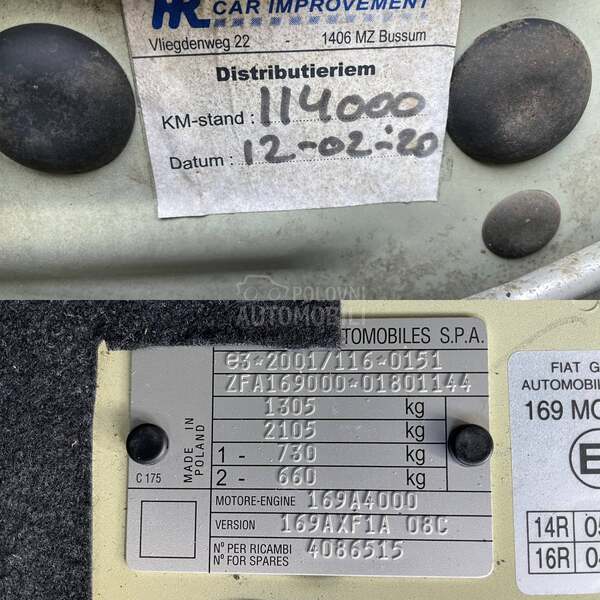 CAR IMPROVEMENT
Vliegdenweg 22 - 1406 MZ Bussum
Distributieriem
KM-stand : 114000
Datum : 12-02-20
POLOVNI
AUTOMOBILI
AUTOMOBILES S.P.A.
e3*2001/116*0151
ZFA169000*01801144
1305 kg
2105 kg
1- 730 kg
2- 660 kg
MADE IN
POLAND
C 175
MOTORE-ENGINE 169A4000
VERSION 169AXF1A 08C
N° PER RICAMBI
N° FOR SPARES 4086515
FIAT G
AUTOMOBIL
169 MO
E
14R 05
16R 04